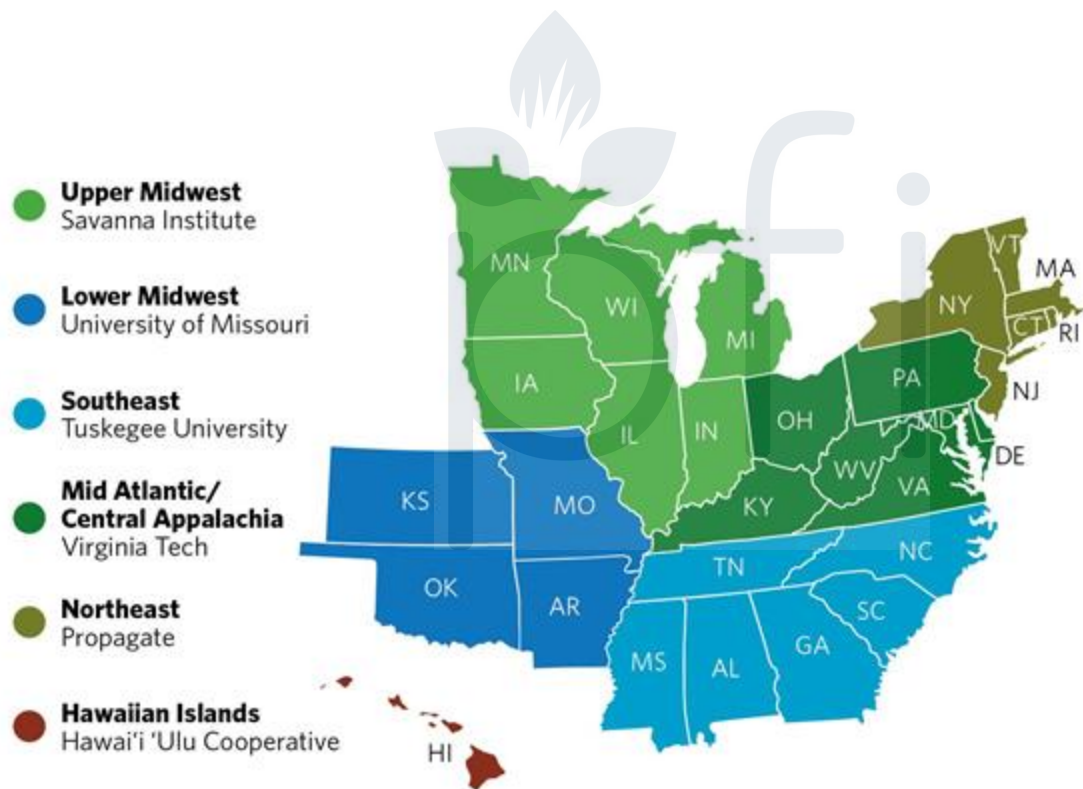 Upper Midwest
Savanna Institute
Lower Midwest
University of Missouri
Southeast
Tuskegee University
Mid Atlantic/
Central Appalachia
Virginia Tech
Northeast
Propagate
Hawaiian Islands
Hawai‘i ‘Ulu Cooperative
pfi
MN
WI
MI
IA
IL
IN
OH
PA
NY
VT
MA
CT
RI
NJ
MD
DE
WV
VA
KY
KS
MO
OK
AR
TN
NC
SC
MS
AL
GA
HI